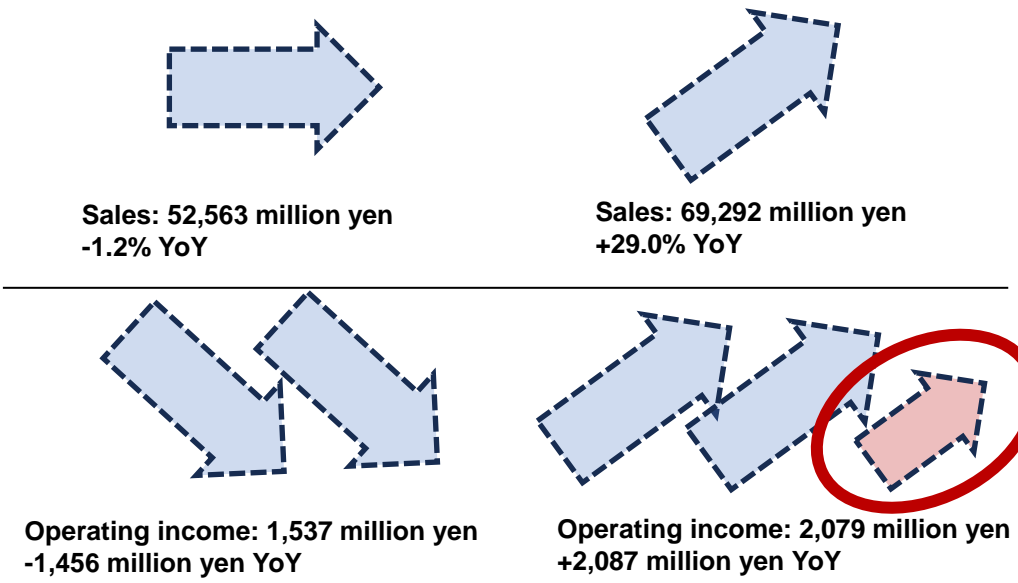 Sales: 52,563 million yen
-1.2% YoY
Sales: 69,292 million yen
+29.0% YoY
Operating income: 1,537 million yen
-1,456 million yen YoY
Operating income: 2,079 million yen
+2,087 million yen YoY